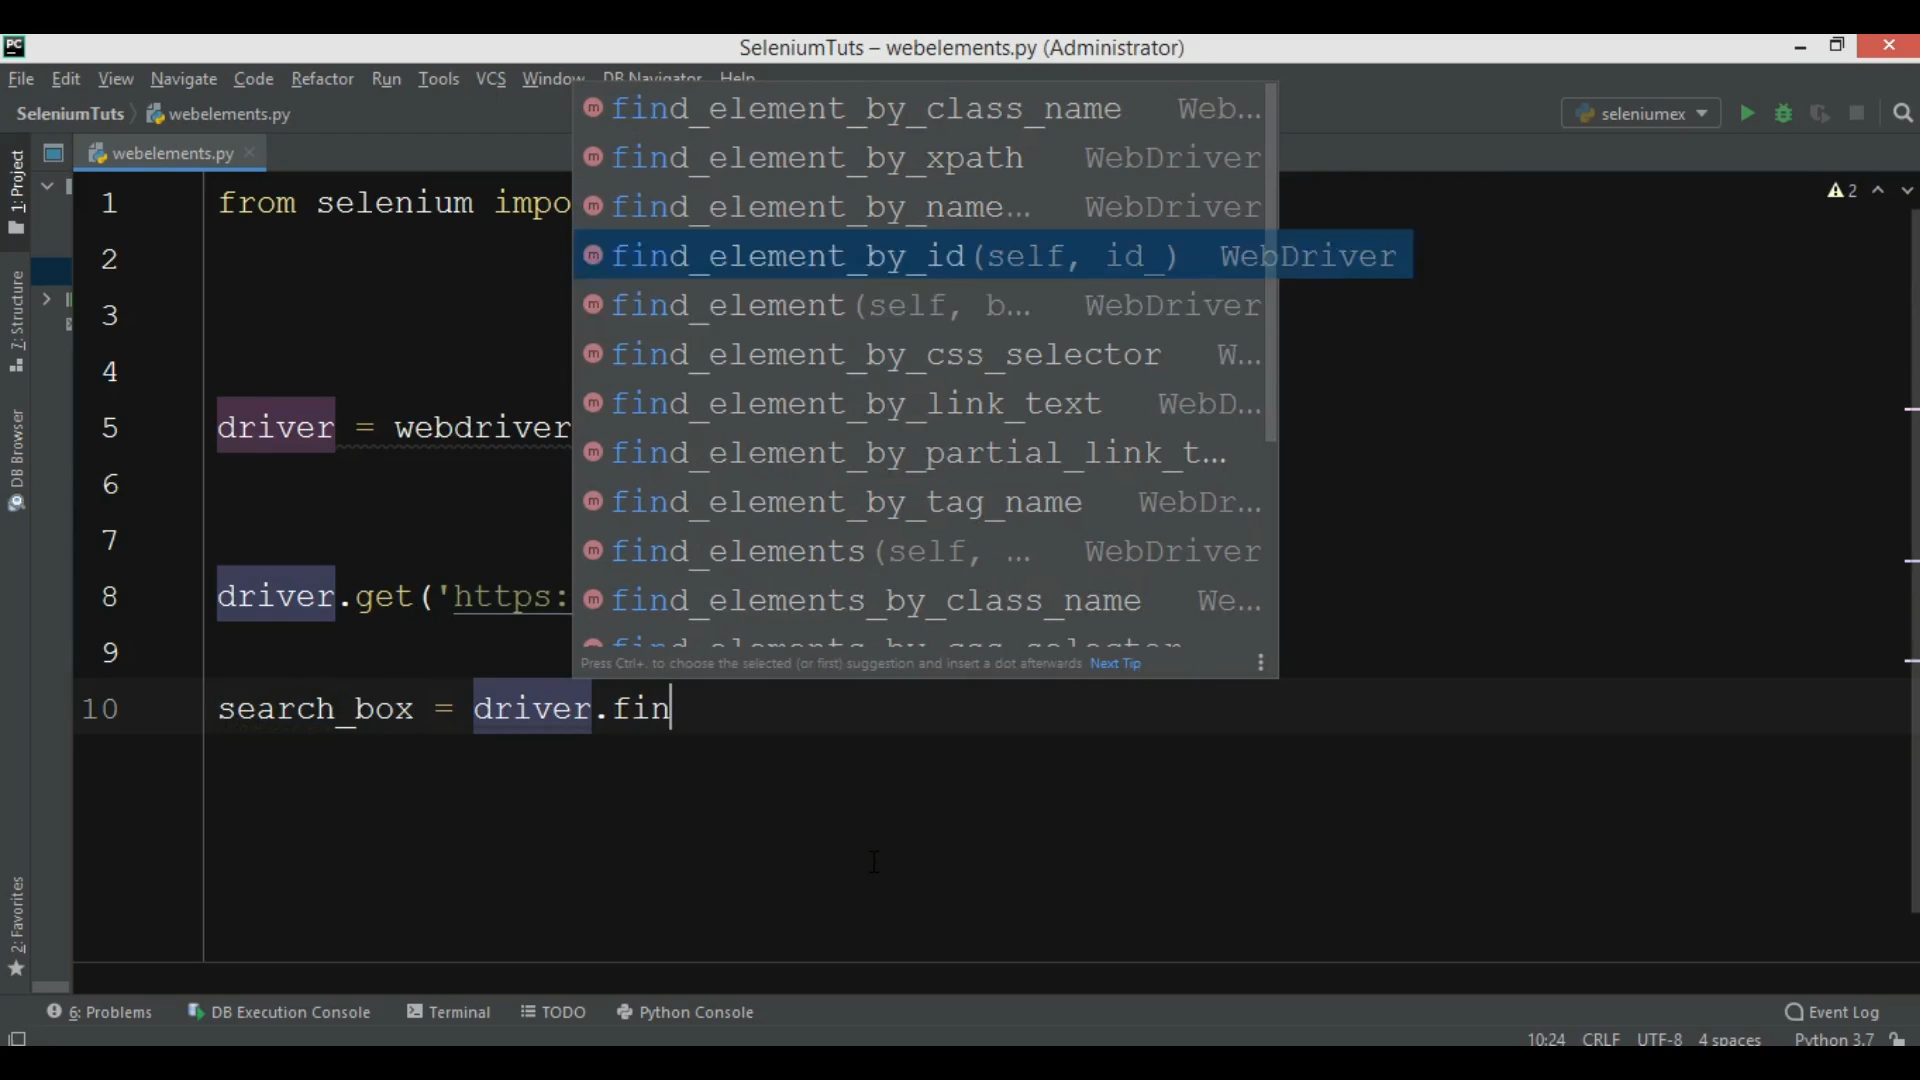 PC
SeleniumTuts – webelements.py (Administrator)
File Edit View Navigate Code Refactor Run Tools VCS Window DB Navigator Help
SeleniumTuts webelements.py
seleniumex
webelements.py
1: Project
7: Structure
DB Browser
2: Favorites
2
1 from selenium impo
2
3
4
5 driver = webdriver
6
7
8 driver.get('https:
9
10 search_box = driver.fin
find_element_by_class_name Web...
find_element_by_xpath WebDriver
find_element_by_name... WebDriver
find_element_by_id(self, id_) WebDriver
find_element(self, b... WebDriver
find_element_by_css_selector W...
find_element_by_link_text WebD...
find_element_by_partial_link_t...
find_element_by_tag_name WebDr...
find_elements(self, ... WebDriver
find_elements_by_class_name We...
find_elements_by_css_selector
Press Ctrl+. to choose the selected (or first) suggestion and insert a dot afterwards Next Tip
6: Problems DB Execution Console Terminal TODO Python Console Event Log
10:24 CRLF UTF-8 4 spaces Python 3.7